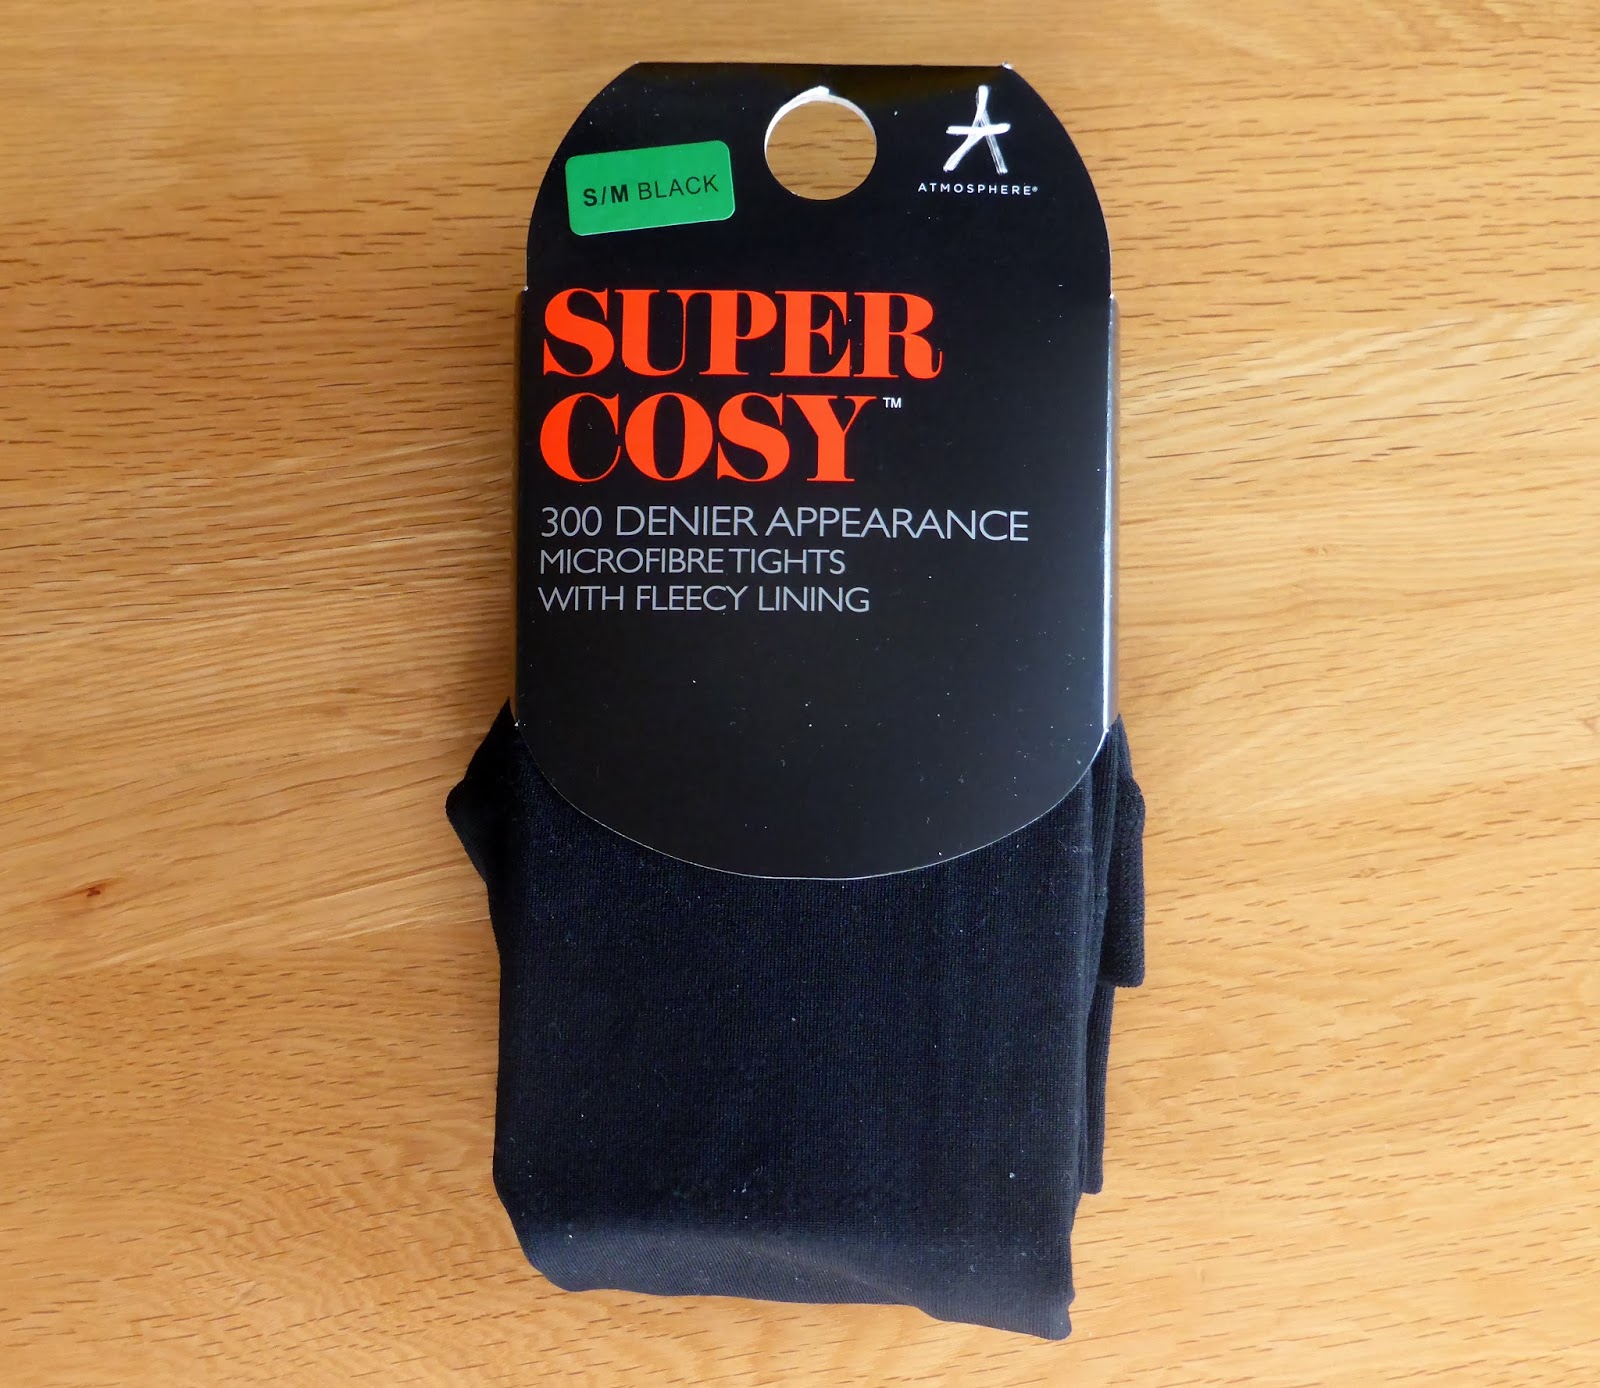 S/M BLACK
ATMOSPHERE®
SUPER
COSY™
300 DENIER APPEARANCE
MICROFIBRE TIGHTS
WITH FLEECY LINING